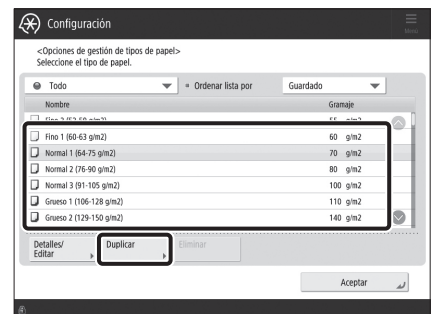 Configuración
Menú
<Opciones de gestión de tipos de papel>
Seleccione el tipo de papel.
Todo Ordenar lista por Guardado
Nombre Gramaje
Fino 1 (60-63 g/m2) 60 g/m2
Normal 1 (64-75 g/m2) 70 g/m2
Normal 2 (76-90 g/m2) 80 g/m2
Normal 3 (91-105 g/m2) 100 g/m2
Grueso 1 (106-128 g/m2) 110 g/m2
Grueso 2 (129-150 g/m2) 140 g/m2
Detalles/
Editar
Duplicar
Eliminar
Aceptar